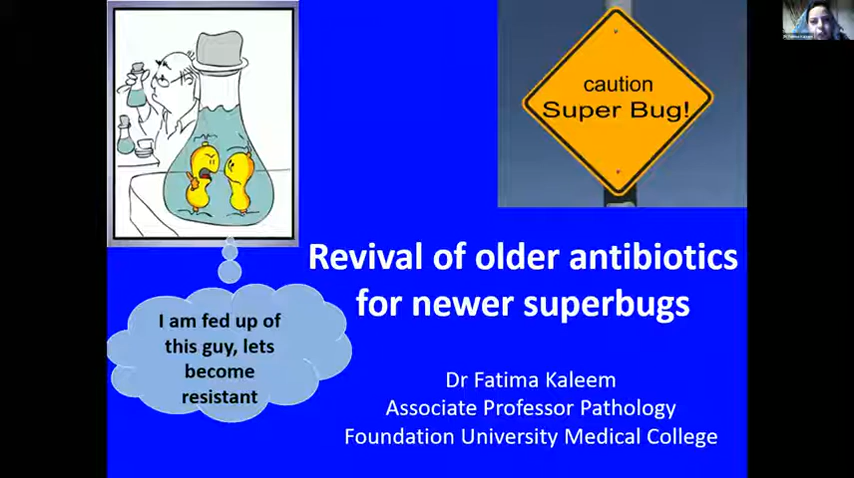 caution
Super Bug!
Revival of older antibiotics
for newer superbugs
I am fed up of
this guy, lets
become
resistant
Dr Fatima Kaleem
Associate Professor Pathology
Foundation University Medical College